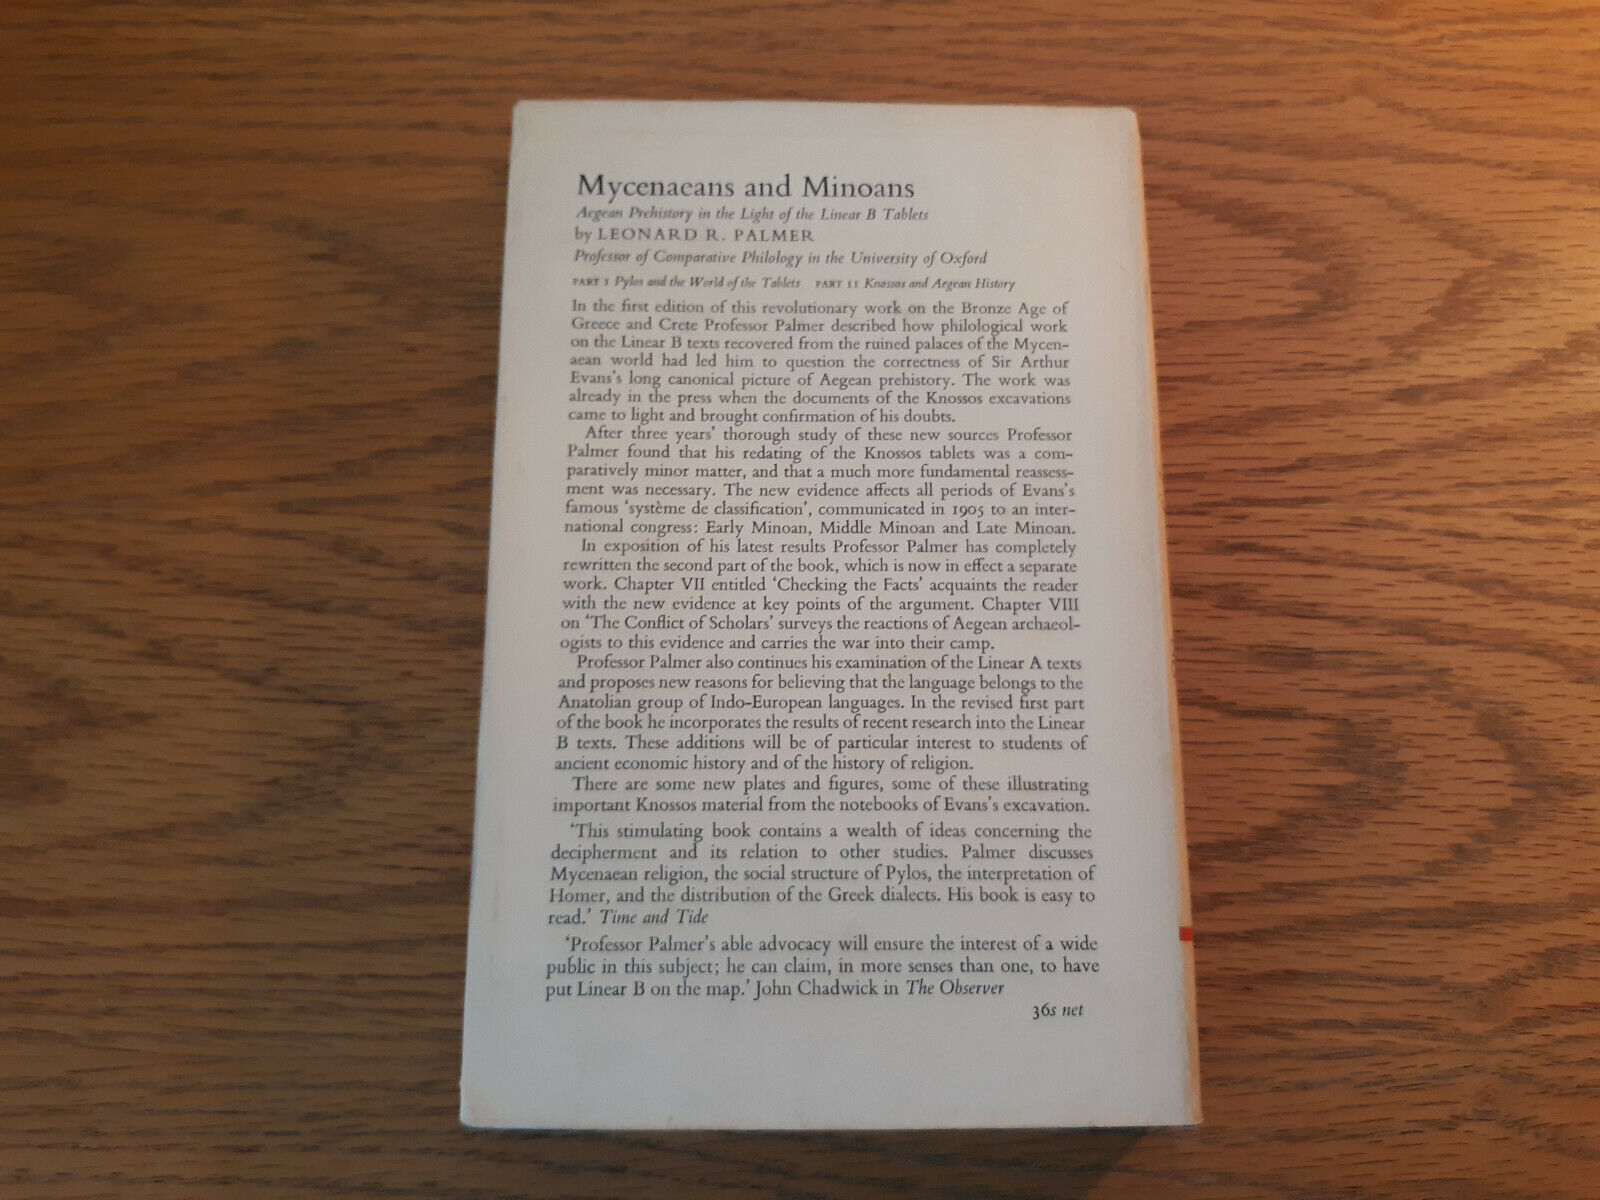 Mycenaeans and Minoans
Aegean Prehistory in the Light of the Linear B Tablets
by LEONARD R. PALMER
Professor of Comparative Philology in the University of Oxford
PART I Pylos and the World of the Tablets PART II Knossos and Aegean History
In the first edition of this revolutionary work on the Bronze Age of
Greece and Crete Professor Palmer described how philological work
on the Linear B texts recovered from the ruined palaces of the Mycen-
aean world had led him to question the correctness of Sir Arthur
Evans's long canonical picture of Aegean prehistory. The work was
already in the press when the documents of the Knossos excavations
came to light and brought confirmation of his doubts.
After three years' thorough study of these new sources Professor
Palmer found that his redating of the Knossos tablets was a com-
paratively minor matter, and that a much more fundamental reassess-
ment was necessary. The new evidence affects all periods of Evans's
famous 'système de classification', communicated in 1905 to an inter-
national congress: Early Minoan, Middle Minoan and Late Minoan.
In exposition of his latest results Professor Palmer has completely
rewritten the second part of the book, which is now in effect a separate
work. Chapter VII entitled 'Checking the Facts' acquaints the reader
with the new evidence at key points of the argument. Chapter VIII
on 'The Conflict of Scholars' surveys the reactions of Aegean archaeol-
ogists to this evidence and carries the war into their camp.
Professor Palmer also continues his examination of the Linear A texts
and proposes new reasons for believing that the language belongs to the
Anatolian group of Indo-European languages. In the revised first part
of the book he incorporates the results of recent research into the Linear
B texts. These additions will be of particular interest to students of
ancient economic history and of the history of religion.
There are some new plates and figures, some of these illustrating
important Knossos material from the notebooks of Evans's excavation.
'This stimulating book contains a wealth of ideas concerning the
decipherment and its relation to other studies. Palmer discusses
Mycenaean religion, the social structure of Pylos, the interpretation of
Homer, and the distribution of the Greek dialects. His book is easy to
read.' Time and Tide
'Professor Palmer's able advocacy will ensure the interest of a wide
public in this subject; he can claim, in more senses than one, to have
put Linear B on the map.' John Chadwick in The Observer
36s net